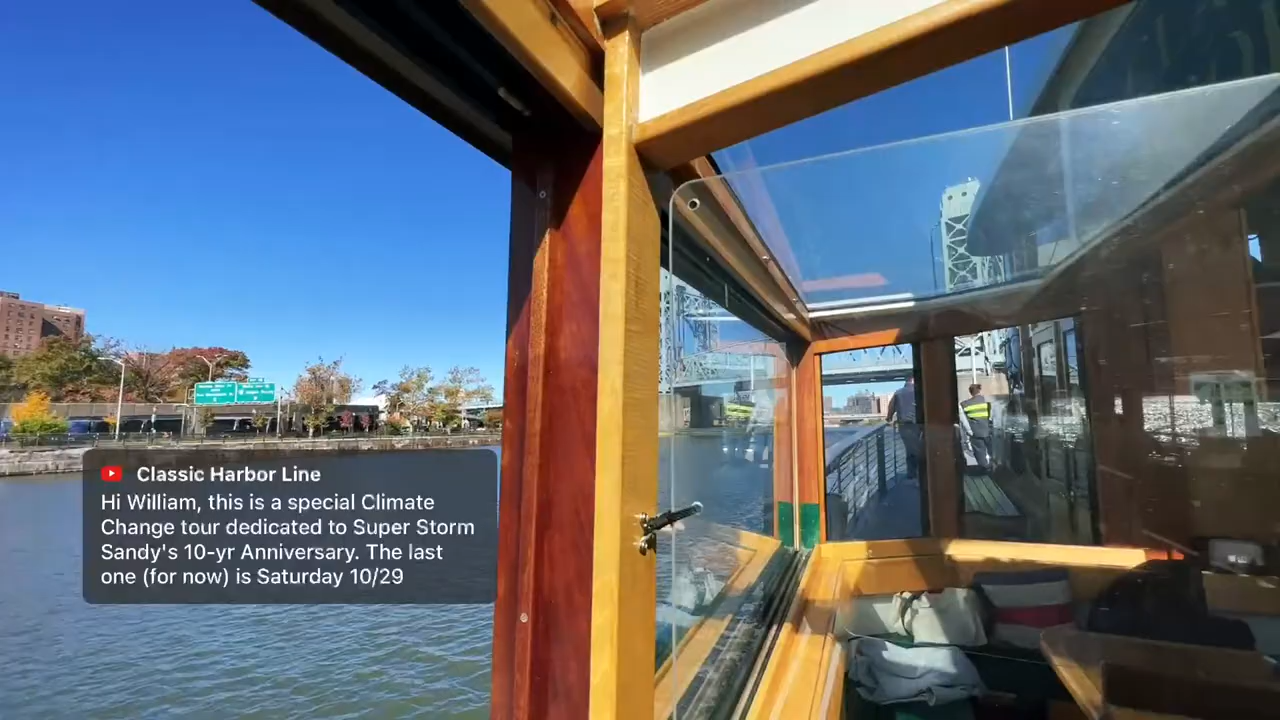 Classic Harbor Line
Hi William, this is a special Climate
Change tour dedicated to Super Storm
Sandy's 10-yr Anniversary. The last
one (for now) is Saturday 10/29